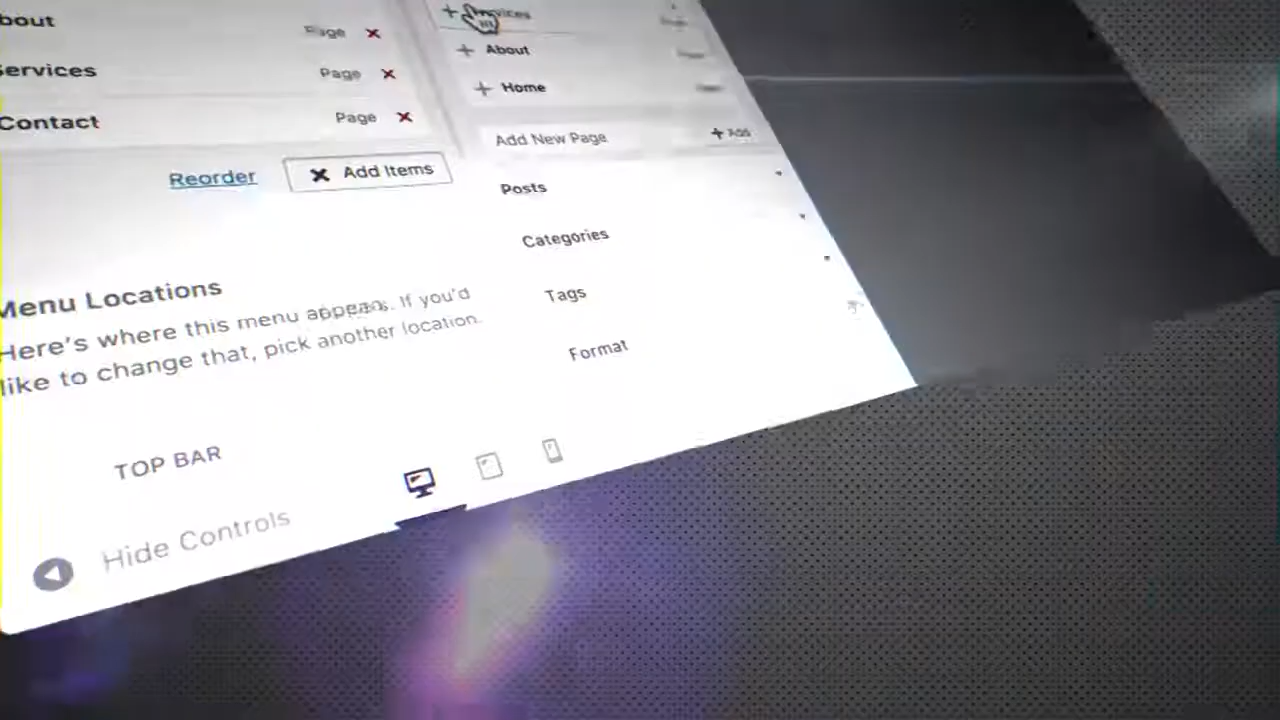 bout
Page
ervices
Page
Contact
Page
Reorder
Add Items
Menu Locations
Here's where this menu appears. If you'd
like to change that, pick another location.
TOP BAR
Hide Controls
Services
About
Home
Add New Page
Add
Posts
Categories
Tags
Format